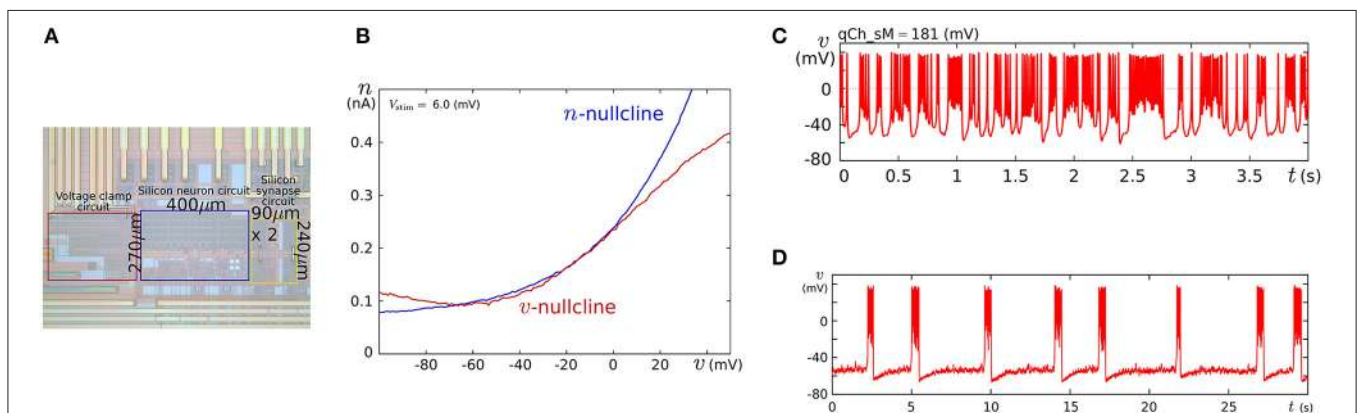 A
Voltage clamp
circuit
Silicon neuron circuit
400μm
Silicon
synapse
circuit
90μm
x 2
270μm
240μm
B
n
(nA)
Vstim = 6.0 (mV)
n-nullcline
v-nullcline
0.4
0.3
0.2
0.1
0
-80 -60 -40 -20 0 20 v (mV)
C
qCh_sM = 181 (mV)
v
(mV)
0
-40
-80
0 0.5 1 1.5 2 2.5 3 3.5 t (s)
D
v
(mV)
0
-40
-80
0 5 10 15 20 25 t (s)